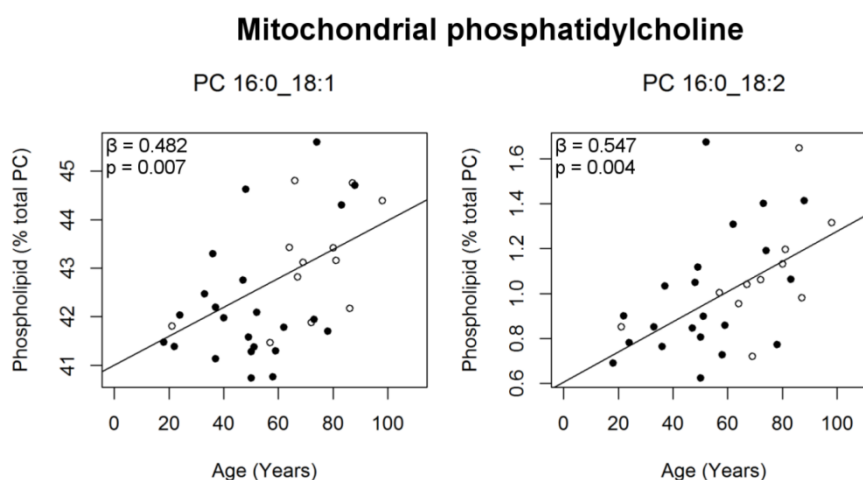 Mitochondrial phosphatidylcholine
PC 16:0_18:1
β = 0.482
p = 0.007
Phospholipid (% total PC)
45
44
43
42
41
0 20 40 60 80 100
Age (Years)
PC 16:0_18:2
β = 0.547
p = 0.004
Phospholipid (% total PC)
1.6
1.4
1.2
1.0
0.8
0.6
0 20 40 60 80 100
Age (Years)